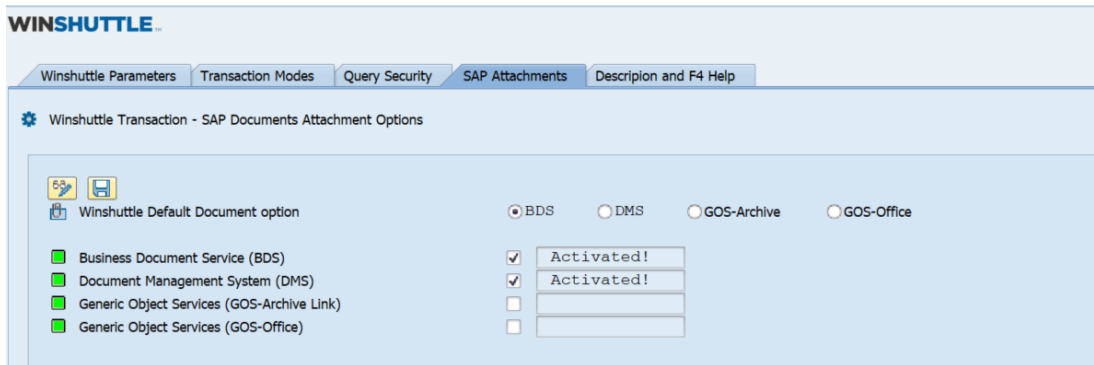 WINSHUTTLE
Winshuttle Parameters Transaction Modes Query Security SAP Attachments Descripion and F4 Help
Winshuttle Transaction - SAP Documents Attachment Options
Winshuttle Default Document option BDS DMS GOS-Archive GOS-Office
Business Document Service (BDS) Activated!
Document Management System (DMS) Activated!
Generic Object Services (GOS-Archive Link)
Generic Object Services (GOS-Office)